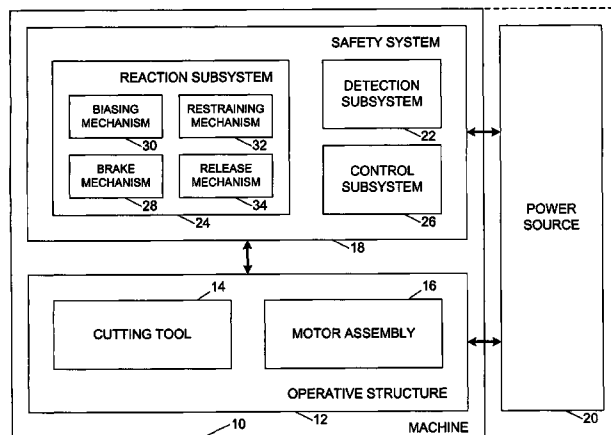 SAFETY SYSTEM
REACTION SUBSYSTEM
BIASING
MECHANISM
30
RESTRAINING
MECHANISM
32
BRAKE
MECHANISM
28
RELEASE
MECHANISM
34
24
DETECTION
SUBSYSTEM
22
CONTROL
SUBSYSTEM
26
18
POWER
SOURCE
20
14
CUTTING TOOL
16
MOTOR ASSEMBLY
OPERATIVE STRUCTURE
12
10
MACHINE